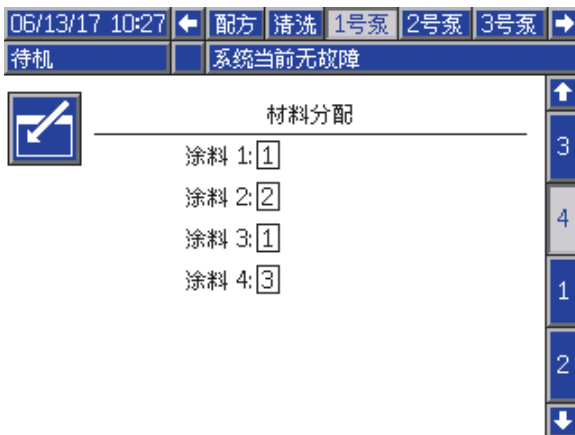 06/13/17 10:27 配方 清洗 1号泵 2号泵 3号泵
待机 系统当前无故障
材料分配
涂料 1: 1
涂料 2: 2
涂料 3: 1
涂料 4: 3
3
4
1
2